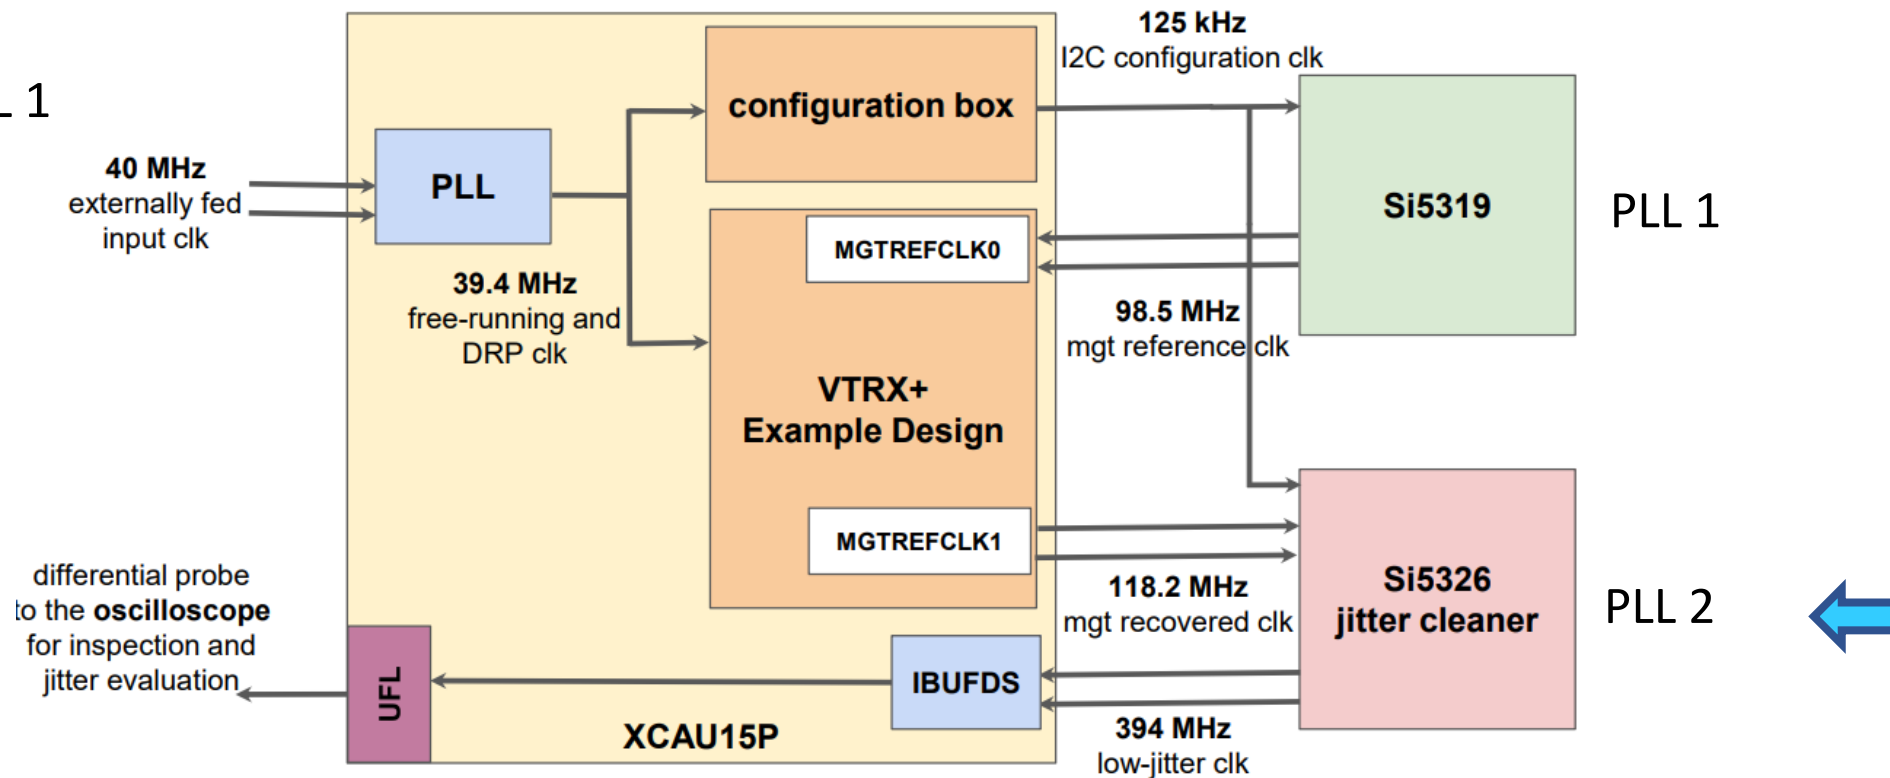 125 kHz
I2C configuration clk
L 1
40 MHz
externally fed
input clk
PLL
configuration box
Si5319
PLL 1
MGTREFCLK0
39.4 MHz
free-running and
DRP clk
98.5 MHz
mgt reference clk
VTRX+
Example Design
MGTREFCLK1
118.2 MHz
mgt recovered clk
Si5326
jitter cleaner
PLL 2
differential probe
to the oscilloscope
for inspection and
jitter evaluation
UFL
IBUFDS
XCAU15P
394 MHz
low-jitter clk